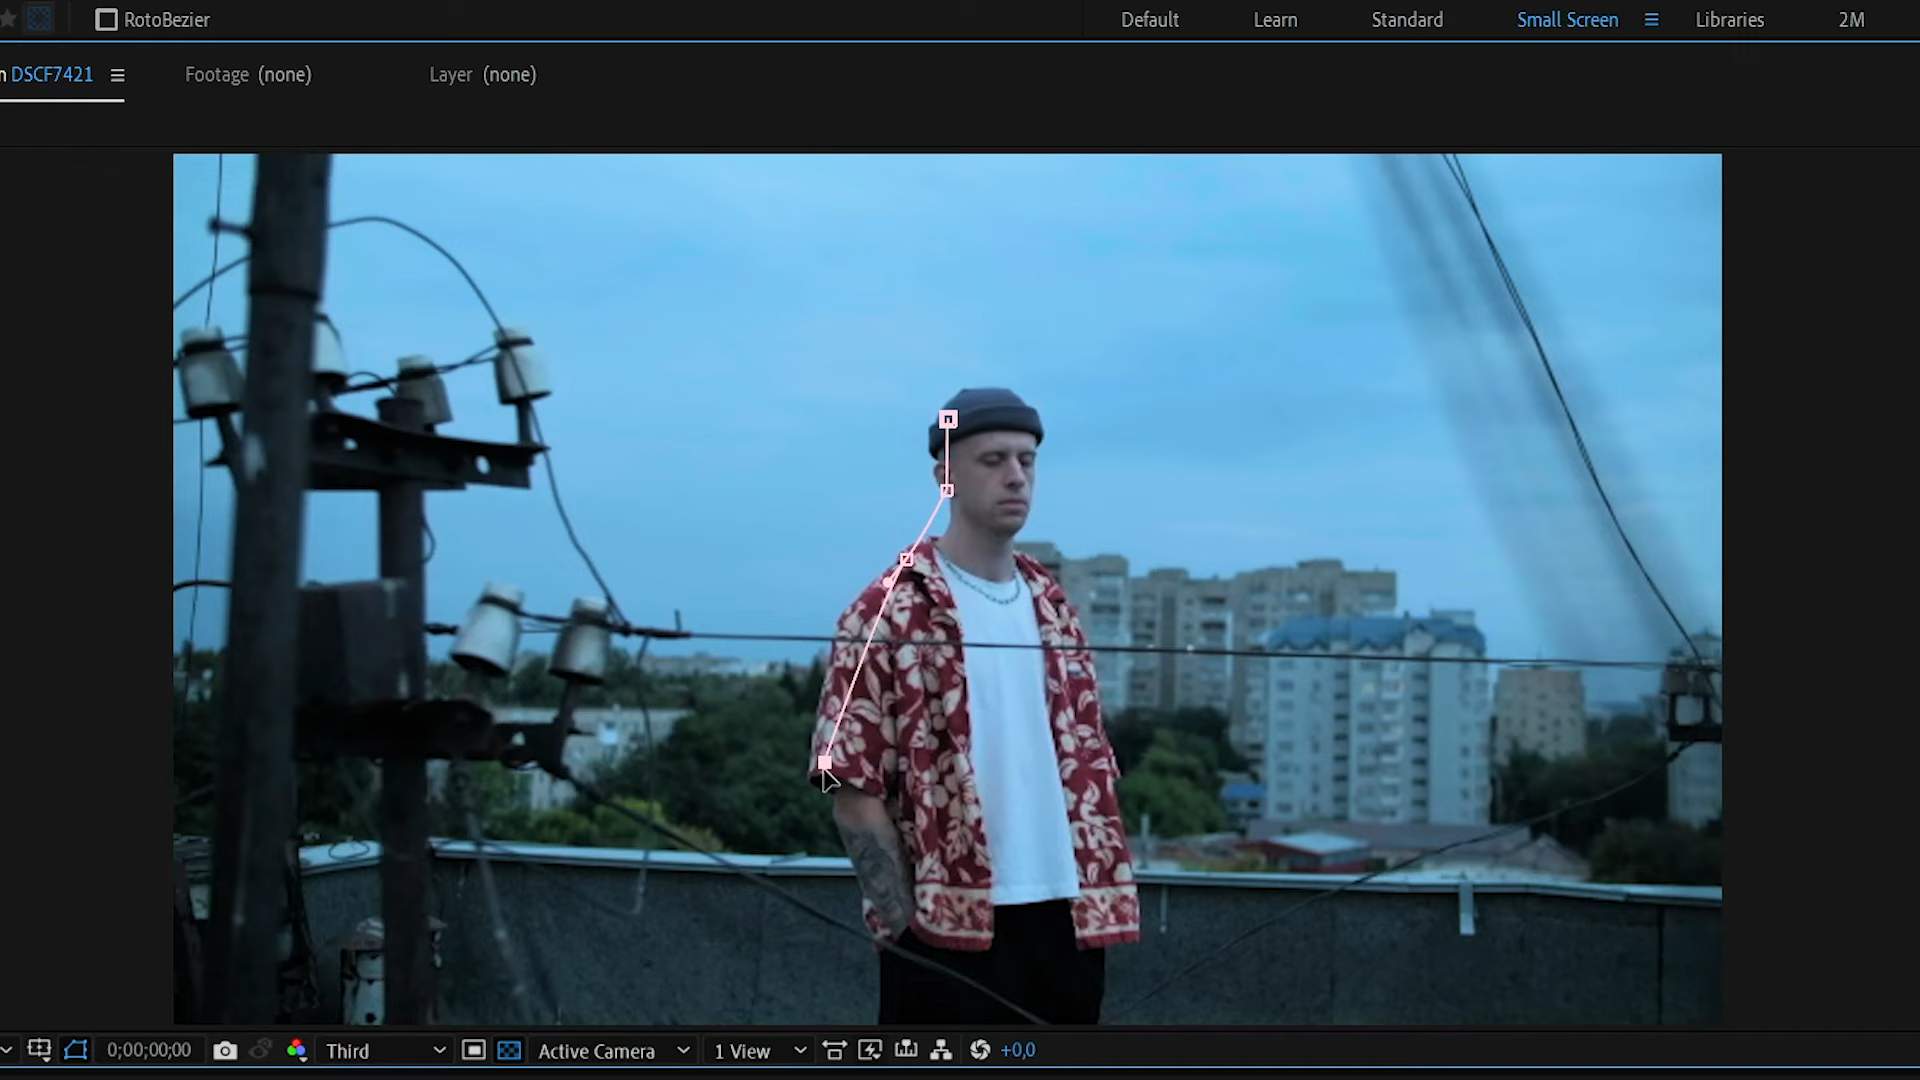 RotoBezier Default Learn Standard Small Screen Libraries 2M
n DSCF7421 Footage (none) Layer (none)
0;00;00;00 Third Active Camera 1 View +0,0